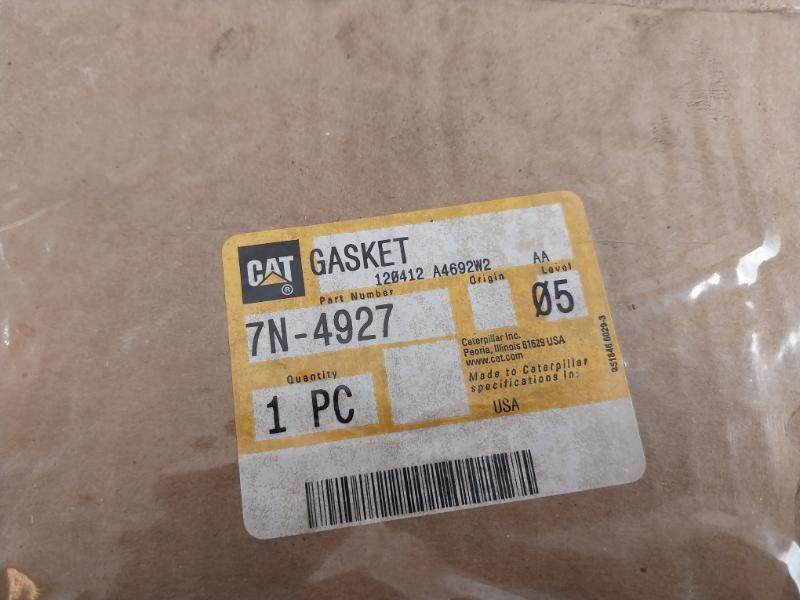 CAT ®
GASKET
120412 A4692W2
AA
Part Number
Origin
Level
7N-4927
Ø5
Caterpillar Inc.
Peoria, Illinois 61629 USA
www.cat.com
Quantity
1 PC
Made to Caterpillar
specifications in:
USA